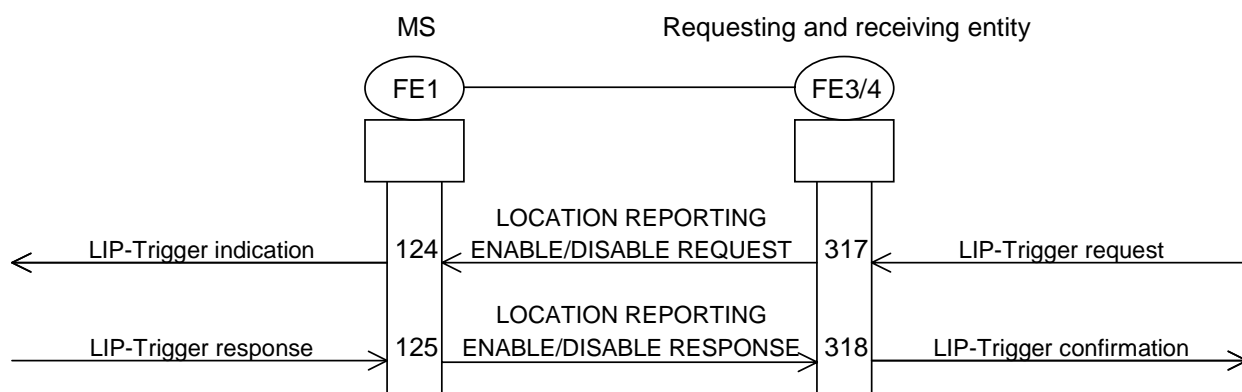 MS
Requesting and receiving entity
FE1
FE3/4
LOCATION REPORTING
LIP-Trigger indication
124
ENABLE/DISABLE REQUEST
317
LIP-Trigger request
LOCATION REPORTING
LIP-Trigger response
125
ENABLE/DISABLE RESPONSE
318
LIP-Trigger confirmation